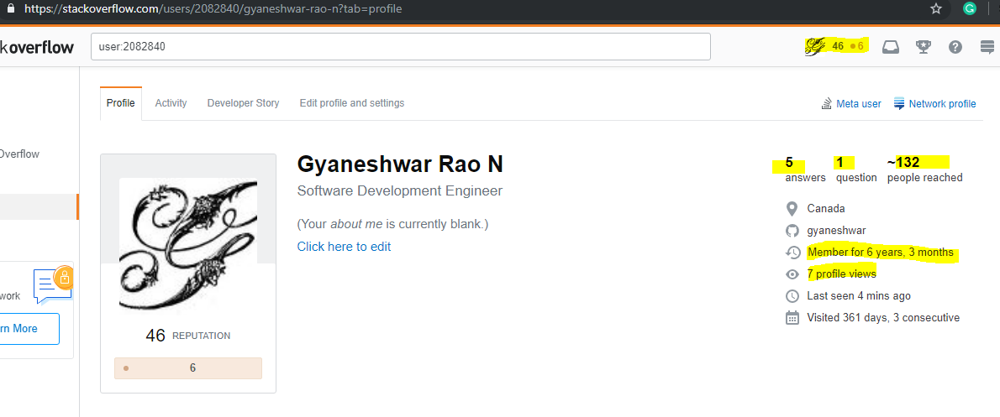 https://stackoverflow.com/users/2082840/gyaneshwar-rao-n?tab=profile
koverflow
user:2082840
46 6
Profile Activity Developer Story Edit profile and settings
Meta user Network profile
Overflow
Gyaneshwar Rao N
Software Development Engineer
(Your about me is currently blank.)
Click here to edit
5 1 ~132
answers question people reached
Canada
gyaneshwar
Member for 6 years, 3 months
7 profile views
Last seen 4 mins ago
Visited 361 days, 3 consecutive
work
rn More
46 REPUTATION
6